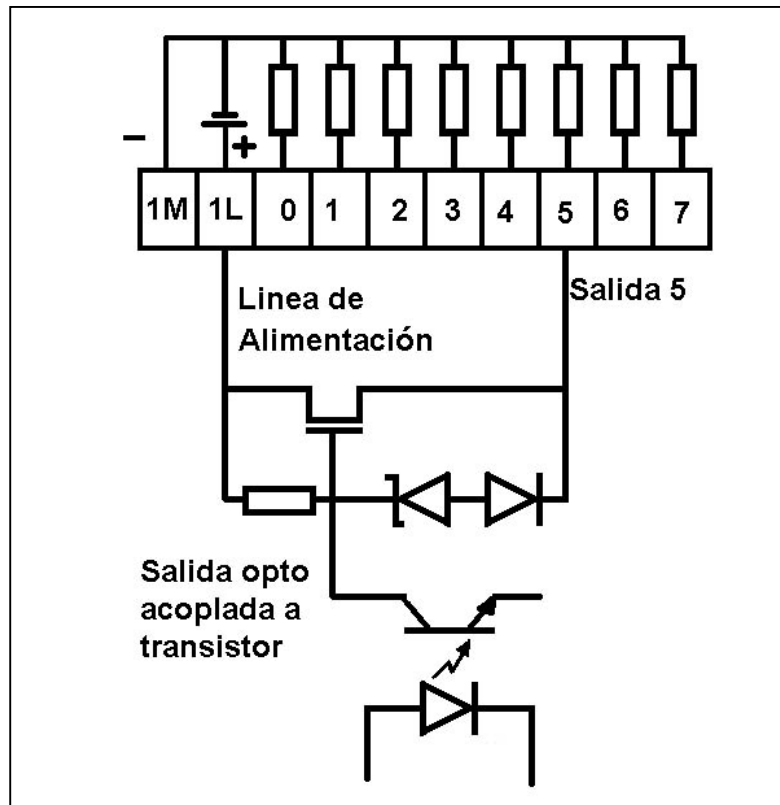 − +
1M 1L 0 1 2 3 4 5 6 7
Linea de
Alimentación
Salida 5
Salida opto
acoplada a
transistor